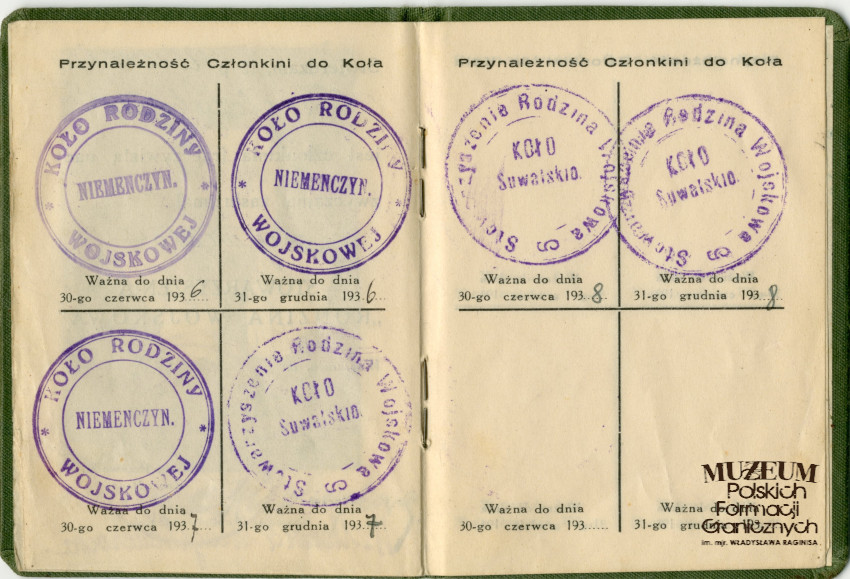 Przynależność Członkini do Koła
KOŁO RODZINY
NIEMENCZYN.
* WOJSKOWEJ *
Ważna do dnia
30-go czerwca 1936
KOŁO RODZINY
NIEMENCZYN.
* WOJSKOWEJ *
Ważna do dnia
31-go grudnia 1936
KOŁO RODZINY
NIEMENCZYN.
* WOJSKOWEJ *
Ważna do dnia
30-go czerwca 1937
Stowarzyszenie Rodzina Wojskowa
KOŁO
Suwalskie.
Ważna do dnia
31-go grudnia 1937
Przynależność Członkini do Koła
Stowarzyszenie Rodzina Wojskowa
KOŁO
Suwalskie.
Ważna do dnia
30-go czerwca 1938
Stowarzyszenie Rodzina Wojskowa
KOŁO
Suwalskie.
Ważna do dnia
31-go grudnia 1938
Ważna do dnia
30-go czerwca 193......
Ważna do dnia
31-go grudnia 193
MUZEUM
Polskich
Formacji
Granicznych
im. mjr. WŁADYSŁAWA RAGINISA